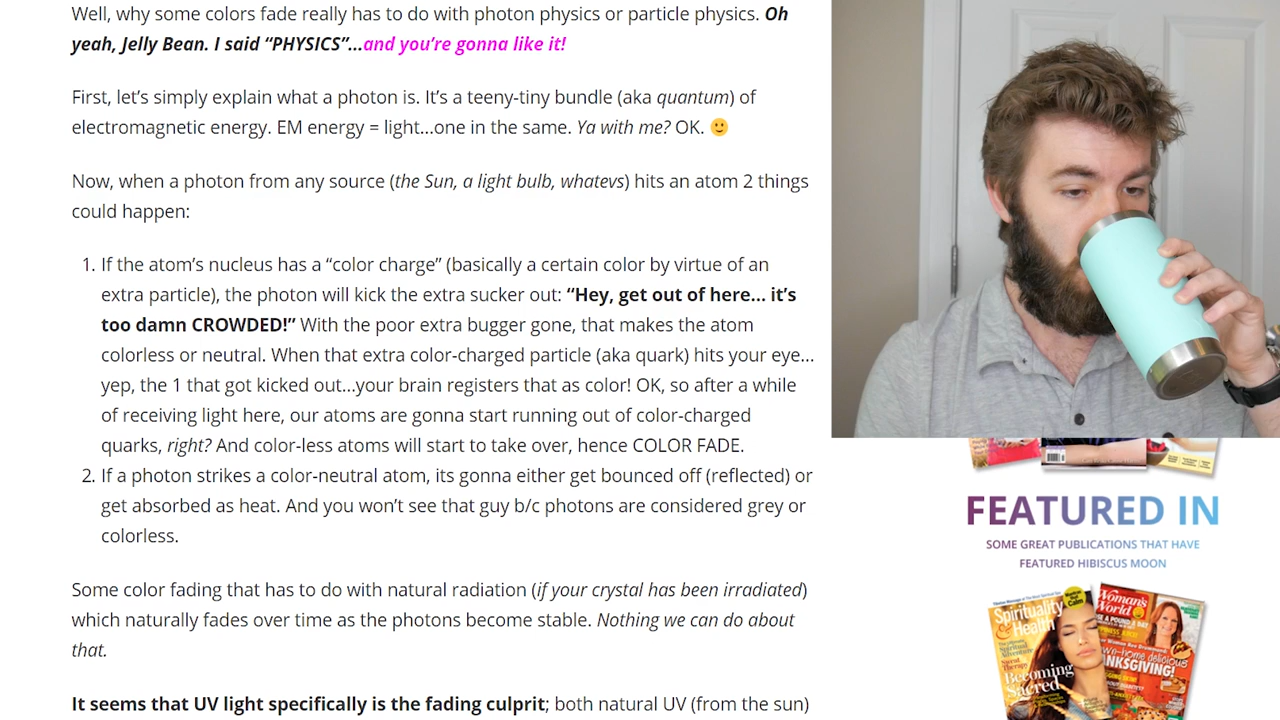 Well, why some colors fade really has to do with photon physics or particle physics. Oh
yeah, Jelly Bean. I said “PHYSICS”...and you’re gonna like it!
First, let’s simply explain what a photon is. It’s a teeny-tiny bundle (aka quantum) of
electromagnetic energy. EM energy = light...one in the same. Ya with me? OK. 🙂
Now, when a photon from any source (the Sun, a light bulb, whatevs) hits an atom 2 things
could happen:
1. If the atom’s nucleus has a “color charge” (basically a certain color by virtue of an
extra particle), the photon will kick the extra sucker out: “Hey, get out of here... it’s
too damn CROWDED!” With the poor extra bugger gone, that makes the atom
colorless or neutral. When that extra color-charged particle (aka quark) hits your eye...
yep, the 1 that got kicked out...your brain registers that as color! OK, so after a while
of receiving light here, our atoms are gonna start running out of color-charged
quarks, right? And color-less atoms will start to take over, hence COLOR FADE.
2. If a photon strikes a color-neutral atom, its gonna either get bounced off (reflected) or
get absorbed as heat. And you won’t see that guy b/c photons are considered grey or
colorless.
Some color fading that has to do with natural radiation (if your crystal has been irradiated)
which naturally fades over time as the photons become stable. Nothing we can do about
that.
It seems that UV light specifically is the fading culprit; both natural UV (from the sun)
FEATURED IN
SOME GREAT PUBLICATIONS THAT HAVE
FEATURED HIBISCUS MOON
Spirituality
& Health
Becoming
Sacred
Woman's
World